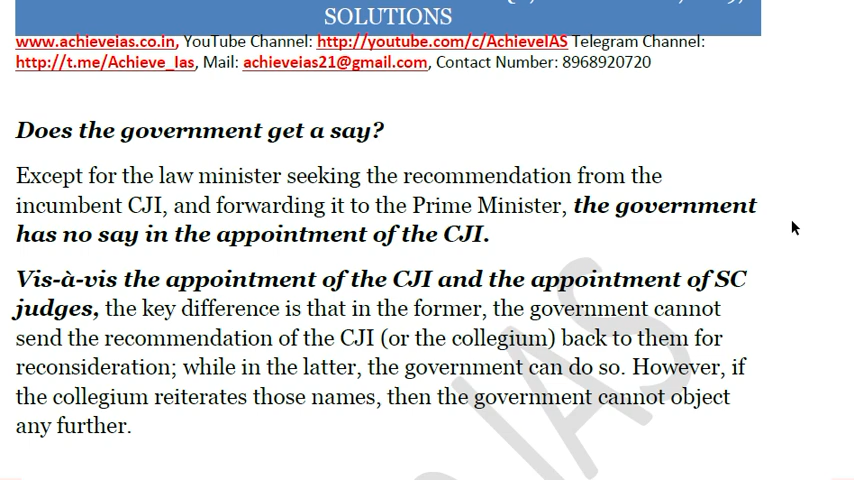 SOLUTIONS
www.achieveias.co.in, YouTube Channel: http://youtube.com/c/AchieveIAS Telegram Channel:
http://t.me/Achieve_Ias, Mail: achieveias21@gmail.com, Contact Number: 8968920720
Does the government get a say?
Except for the law minister seeking the recommendation from the
incumbent CJI, and forwarding it to the Prime Minister, the government
has no say in the appointment of the CJI.
Vis-à-vis the appointment of the CJI and the appointment of SC
judges, the key difference is that in the former, the government cannot
send the recommendation of the CJI (or the collegium) back to them for
reconsideration; while in the latter, the government can do so. However, if
the collegium reiterates those names, then the government cannot object
any further.
IAS